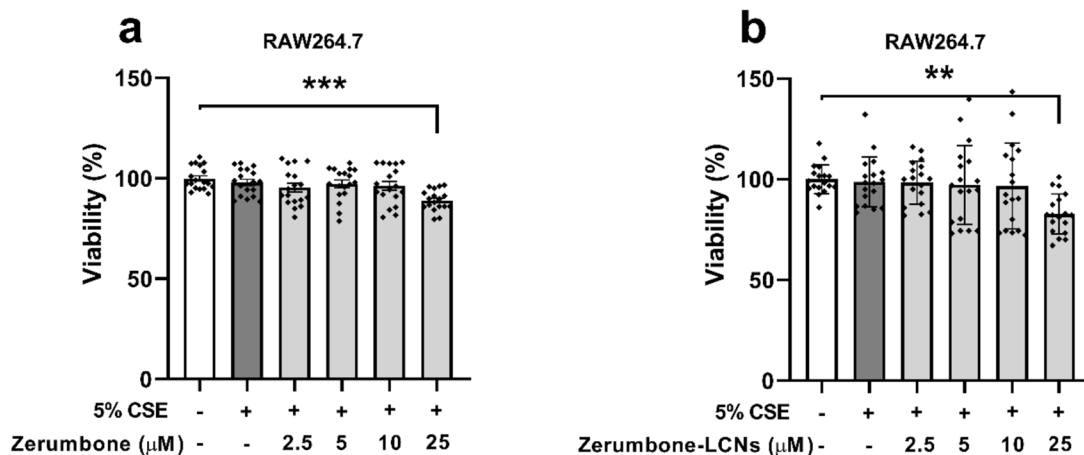 a
RAW264.7
***
Viability (%)
150
100
50
0
5% CSE - + + + + +
Zerumbone (μM) - - 2.5 5 10 25
b
RAW264.7
**
Viability (%)
150
100
50
0
5% CSE - + + + + +
Zerumbone-LCNs (μM) - - 2.5 5 10 25